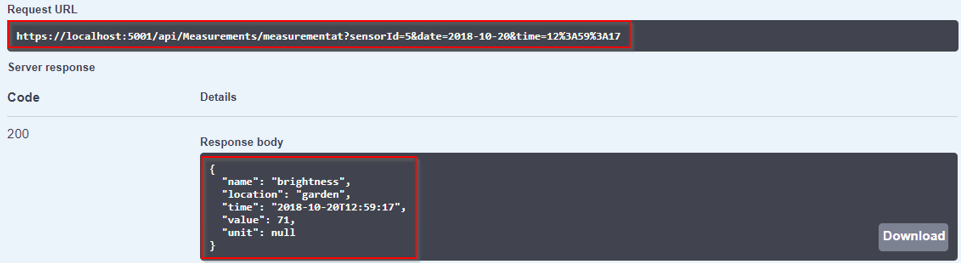 Request URL
https://localhost:5001/api/Measurements/measurementat?sensorId=5&date=2018-10-20&time=12%3A59%3A17
Server response
Code Details
200
Response body
{
  "name": "brightness",
  "location": "garden",
  "time": "2018-10-20T12:59:17",
  "value": 71,
  "unit": null
}
Download